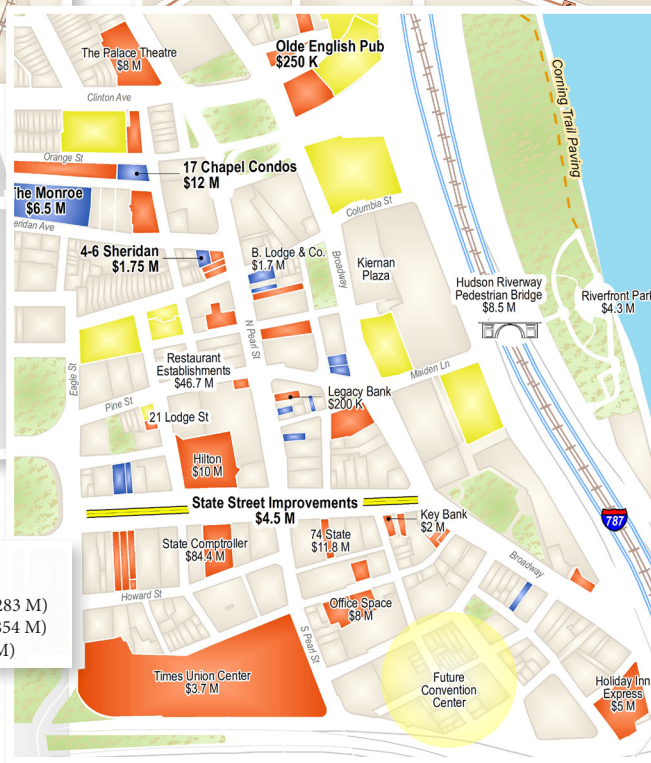 The Palace Theatre
$8 M
Olde English Pub
$250 K
Clinton Ave
Corning Trail Paving
Orange St
17 Chapel Condos
$12 M
The Monroe
$6.5 M
eridan Ave
Columbia St
4-6 Sheridan
$1.75 M
B. Lodge & Co.
$1.7 M
Broadway
Kiernan
Plaza
Hudson Riverway
Pedestrian Bridge
$8.5 M
Riverfront Park
$4.3 M
N Pearl St
Restaurant
Establishments
$46.7 M
Eagle St
Maiden Ln
Pine St
Legacy Bank
$200 K
21 Lodge St
Hilton
$10 M
State Street Improvements
$4.5 M
Key Bank
$2 M
787
State Comptroller
$84.4 M
74 State
$11.8 M
Broadway
Howard St
283 M)
354 M)
M)
Office Space
$8 M
S Pearl St
Times Union Center
$3.7 M
Future
Convention
Center
Holiday Inn
Express
$5 M